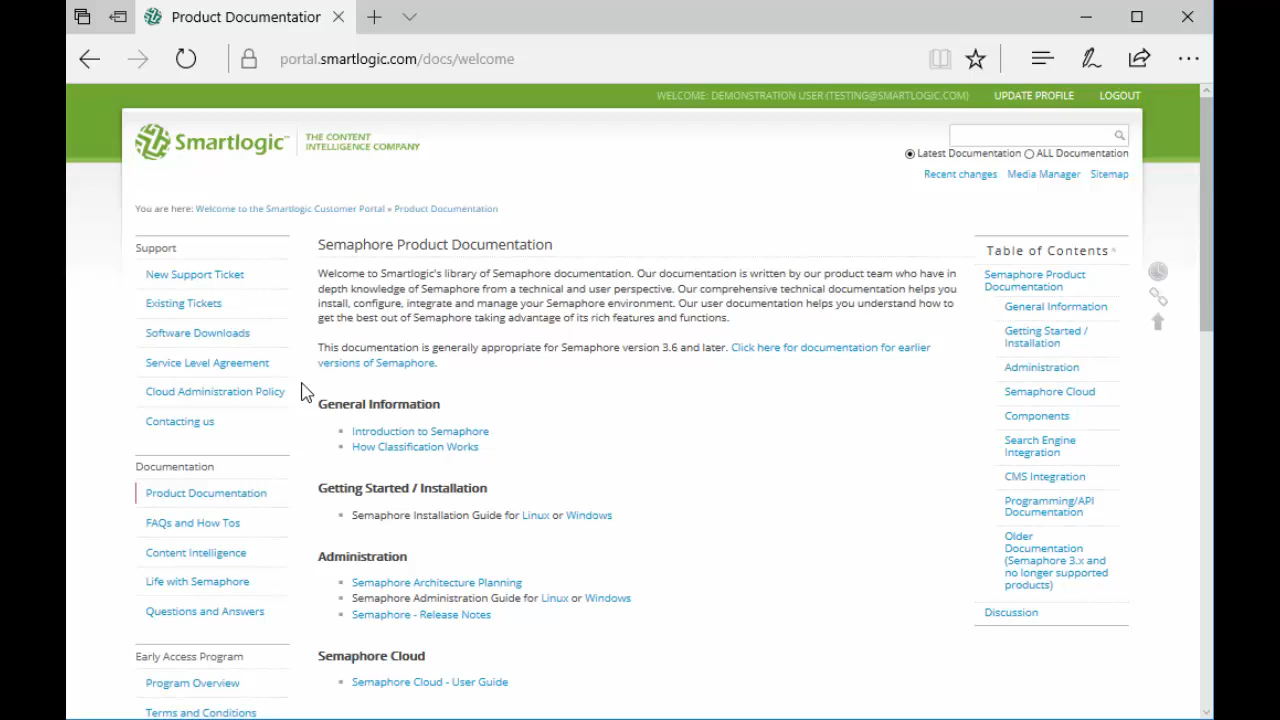 Product Documentation
portal.smartlogic.com/docs/welcome
WELCOME: DEMONSTRATION USER (TESTING@SMARTLOGIC.COM) UPDATE PROFILE LOGOUT
Smartlogic™ THE CONTENT
INTELLIGENCE COMPANY
Latest Documentation ALL Documentation
Recent changes Media Manager Sitemap
You are here: Welcome to the Smartlogic Customer Portal » Product Documentation
Support
New Support Ticket
Existing Tickets
Software Downloads
Service Level Agreement
Cloud Administration Policy
Contacting us
Documentation
Product Documentation
FAQs and How Tos
Content Intelligence
Life with Semaphore
Questions and Answers
Early Access Program
Program Overview
Terms and Conditions
Semaphore Product Documentation
Welcome to Smartlogic's library of Semaphore documentation. Our documentation is written by our product team who have in
depth knowledge of Semaphore from a technical and user perspective. Our comprehensive technical documentation helps you
install, configure, integrate and manage your Semaphore environment. Our user documentation helps you understand how to
get the best out of Semaphore taking advantage of its rich features and functions.
This documentation is generally appropriate for Semaphore version 3.6 and later. Click here for documentation for earlier
versions of Semaphore.
General Information
Introduction to Semaphore
How Classification Works
Getting Started / Installation
Semaphore Installation Guide for Linux or Windows
Administration
Semaphore Architecture Planning
Semaphore Administration Guide for Linux or Windows
Semaphore - Release Notes
Semaphore Cloud
Semaphore Cloud - User Guide
Table of Contents
Semaphore Product
Documentation
General Information
Getting Started /
Installation
Administration
Semaphore Cloud
Components
Search Engine
Integration
CMS Integration
Programming/API
Documentation
Older
Documentation
(Semaphore 3.x and
no longer supported
products)
Discussion